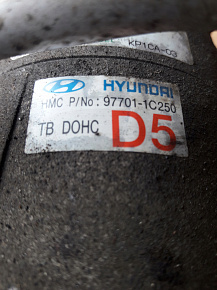 KP1CA-03
HYUNDAI
HMC P/No: 97701-1C250
TB DOHC D5